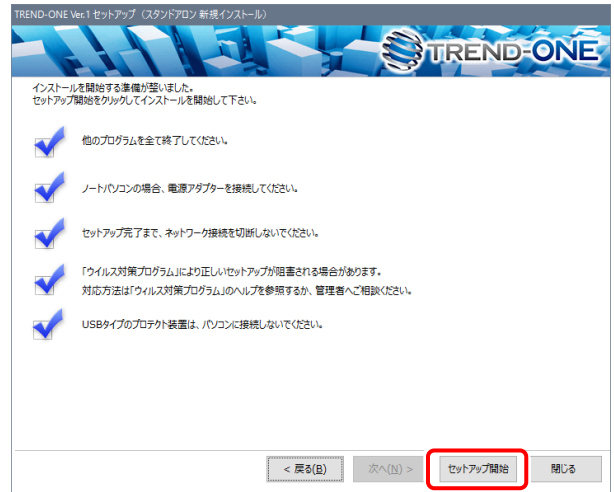 TREND-ONE Ver.1 セットアップ（スタンドアロン 新規インストール）
TREND-ONE
インストールを開始する準備が整いました。
セットアップ開始をクリックしてインストールを開始して下さい。
他のプログラムを全て終了してください。
ノートパソコンの場合、電源アダプターを接続してください。
セットアップ完了まで、ネットワーク接続を切断しないでください。
「ウイルス対策プログラム」により正しいセットアップが阻害される場合があります。
対応方法は「ウィルス対策プログラム」のヘルプを参照するか、管理者へご相談ください。
USBタイプのプロテクト装置は、パソコンに接続しないでください。
< 戻る(B) 次へ(N) > セットアップ開始 閉じる